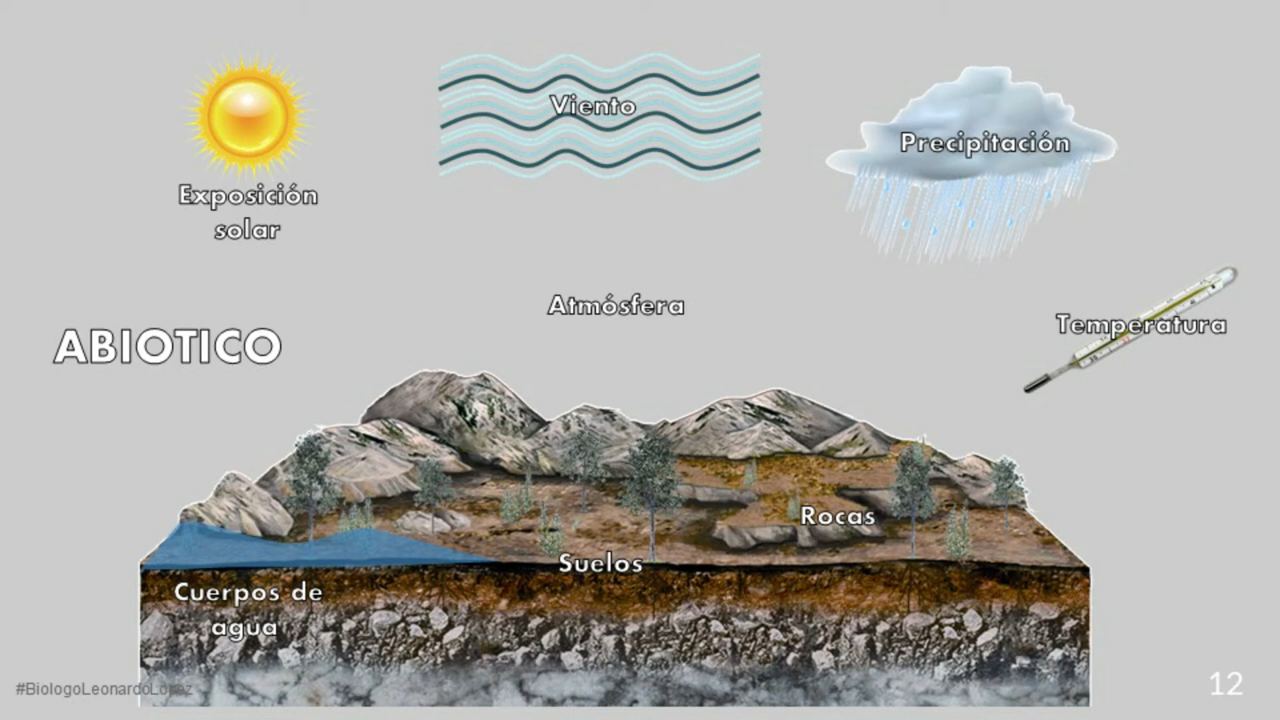 Viento
Precipitación
Exposición
solar
Atmósfera
Temperatura
ABIOTICO
Rocas
Suelos
Cuerpos de
agua
#BiologoLeonardoLopez
12